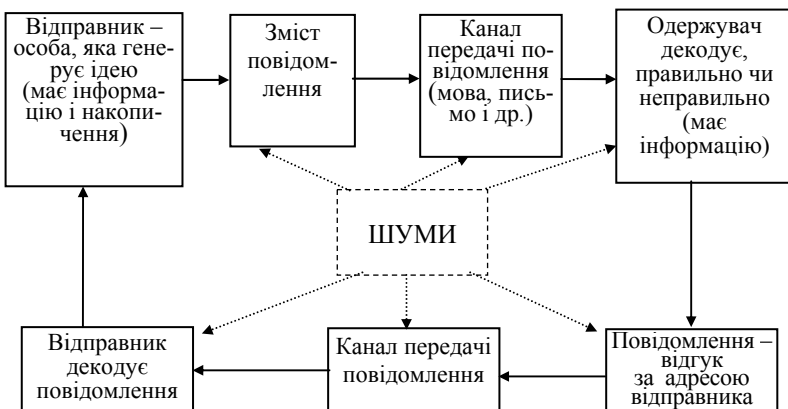 Відправник –
особа, яка гене-
рує ідею
(має інформа-
цію і накопи-
чення)
Зміст
повідом-
лення
Канал
передачі по-
відомлення
(мова, пись-
мо і др.)
Одержувач
декодує,
правильно чи
неправильно
(має
інформацію)
ШУМИ
Відправник
декодує
повідомлення
Канал передачі
повідомлення
Повідомлення –
відгук
за адресою
відправника